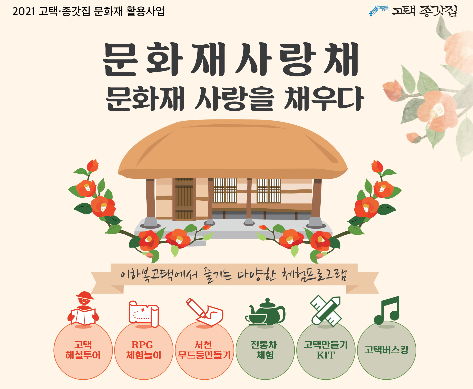 2021 고택·종갓집 문화재 활용사업
고택 종갓집
문화재사랑채
문화재 사랑을 채우다
이하복고택에서 즐기는 다양한 체험프로그램
고택
해설투어
RPG
체험놀이
서천
무드등만들기
전통차
체험
고택만들기
KIT
고택버스킹